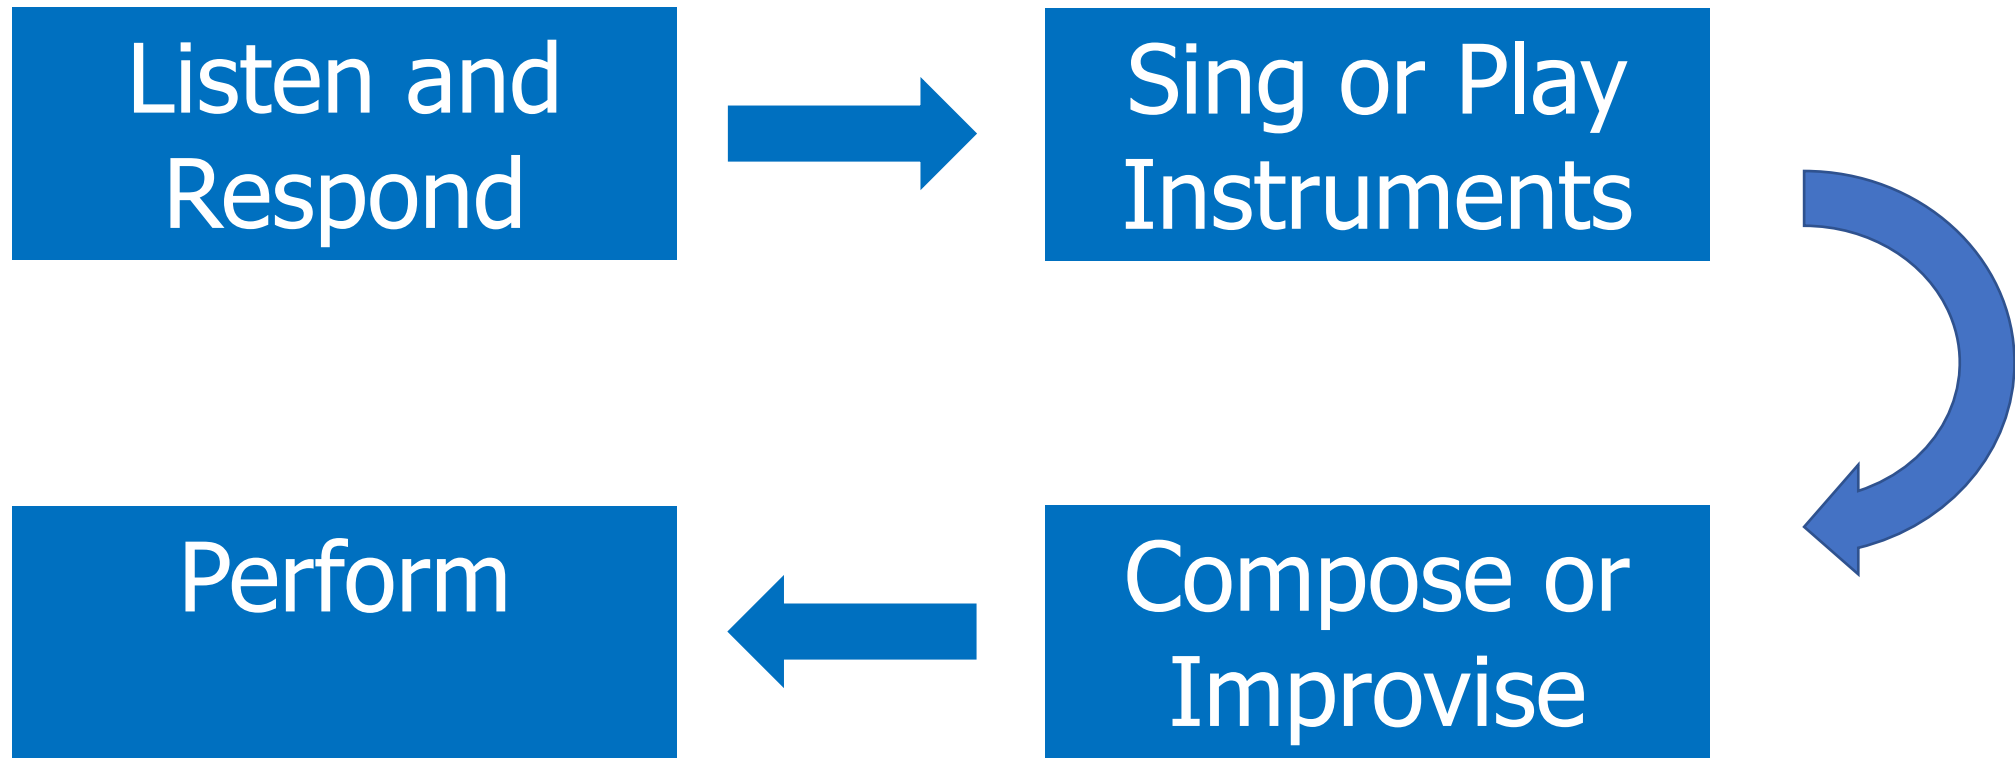 Listen and
Respond
Sing or Play
Instruments
Compose or
Improvise
Perform